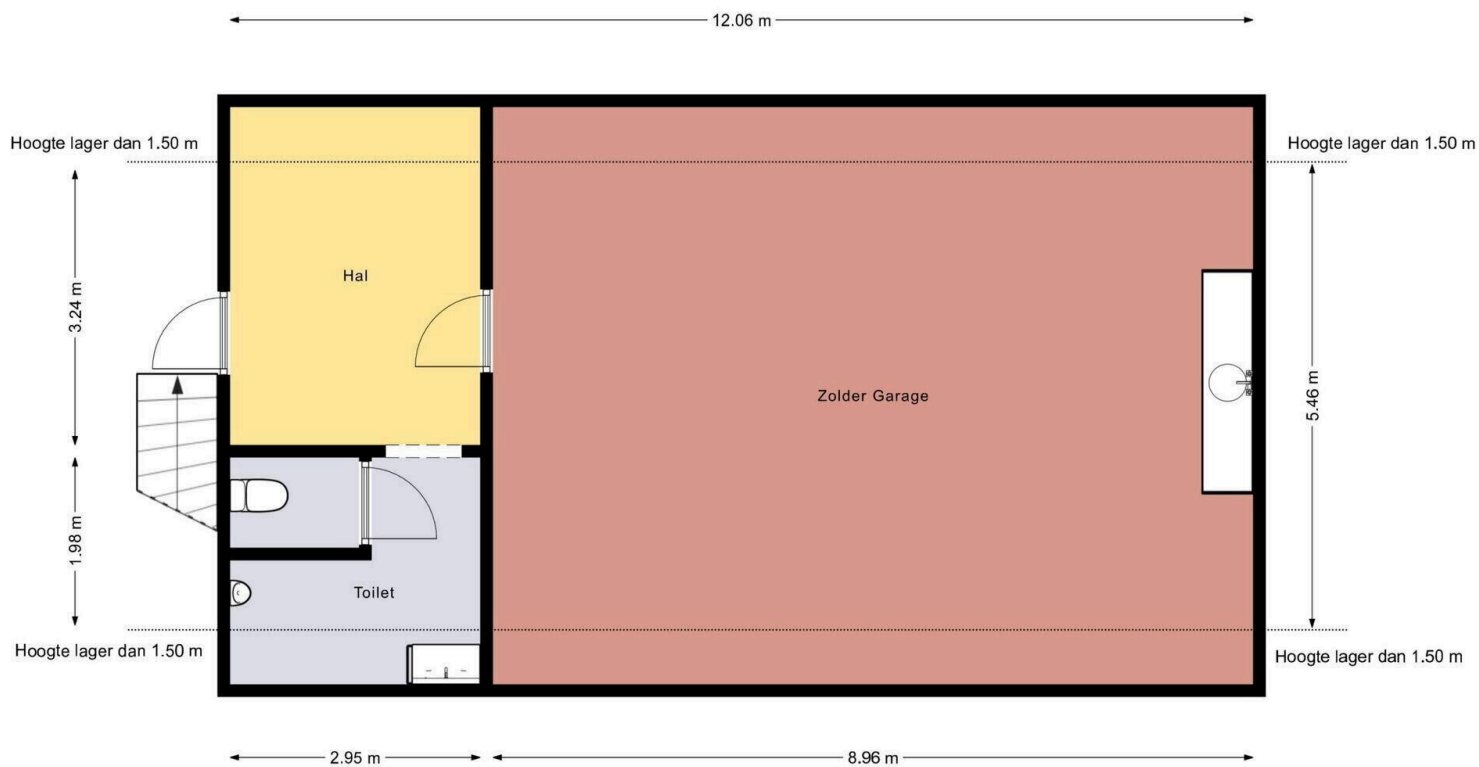 12.06 m
Hoogte lager dan 1.50 m
Hoogte lager dan 1.50 m
Hal
3.24 m
Zolder Garage
5.46 m
1.98 m
Toilet
Hoogte lager dan 1.50 m
Hoogte lager dan 1.50 m
2.95 m
8.96 m